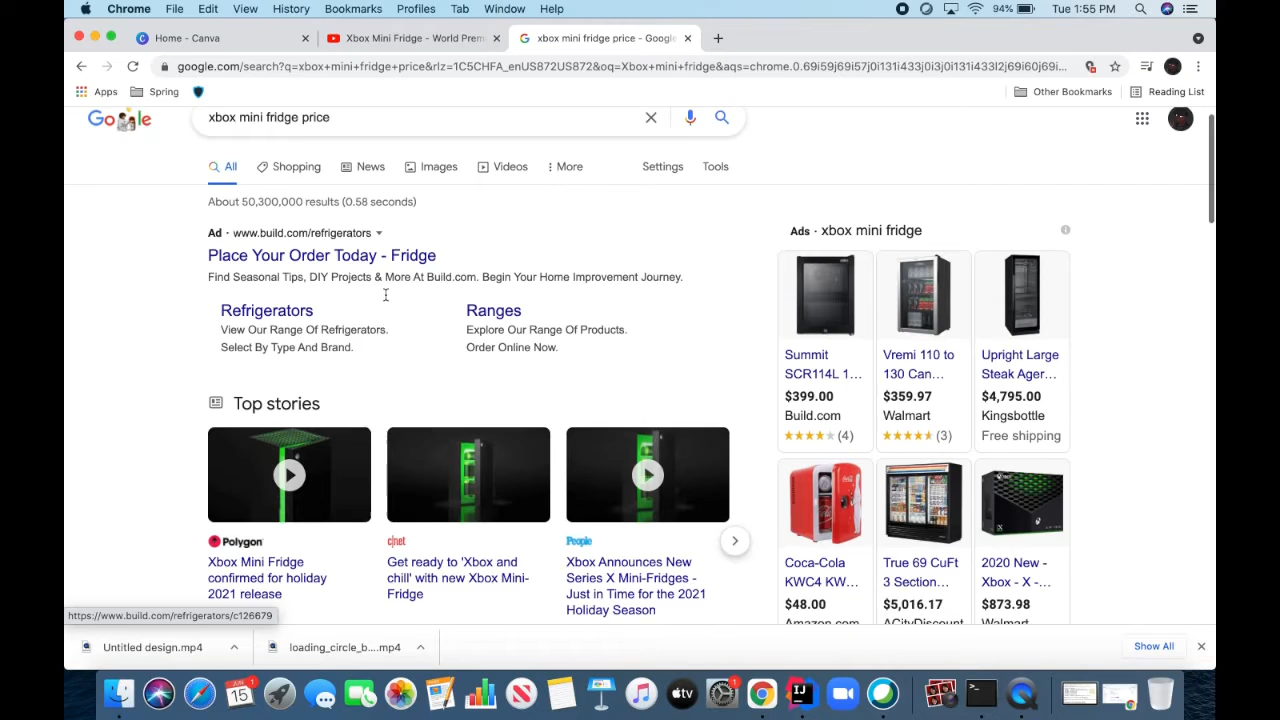 Chrome File Edit View History Bookmarks Profiles Tab Window Help 94% Tue 1:55 PM
Home - Canva × Xbox Mini Fridge - World Prem × xbox mini fridge price - Google × +
google.com/search?q=xbox+mini+fridge+price&rlz=1C5CHFA_enUS872US872&oq=Xbox+mini+fridge&aqs=chrome.0.69i59j69i57j0i131i433j0i3j0i131i433l2j69i60j69i...
Apps Spring Other Bookmarks Reading List
Google xbox mini fridge price
All Shopping News Images Videos More Settings Tools
About 50,300,000 results (0.58 seconds)
Ad · www.build.com/refrigerators
Place Your Order Today - Fridge
Find Seasonal Tips, DIY Projects & More At Build.com. Begin Your Home Improvement Journey.
Refrigerators
View Our Range Of Refrigerators.
Select By Type And Brand.
Ranges
Explore Our Range Of Products.
Order Online Now.
Top stories
Polygon
Xbox Mini Fridge
confirmed for holiday
2021 release
c|net
Get ready to 'Xbox and
chill' with new Xbox Mini-
Fridge
People
Xbox Announces New
Series X Mini-Fridges -
Just in Time for the 2021
Holiday Season
Ads · xbox mini fridge
Summit
SCR114L 1...
$399.00
Build.com
(4)
Vremi 110 to
130 Can...
$359.97
Walmart
(3)
Upright Large
Steak Ager...
$4,795.00
Kingsbottle
Free shipping
Coca-Cola
KWC4 KW...
$48.00
Amazon.com
True 69 CuFt
3 Section...
$5,016.17
ACityDiscount
2020 New -
Xbox - X -...
$873.98
Walmart
https://www.build.com/refrigerators/c126679
Untitled design.mp4 loading_circle_b....mp4 Show All
JUN
15
1
1